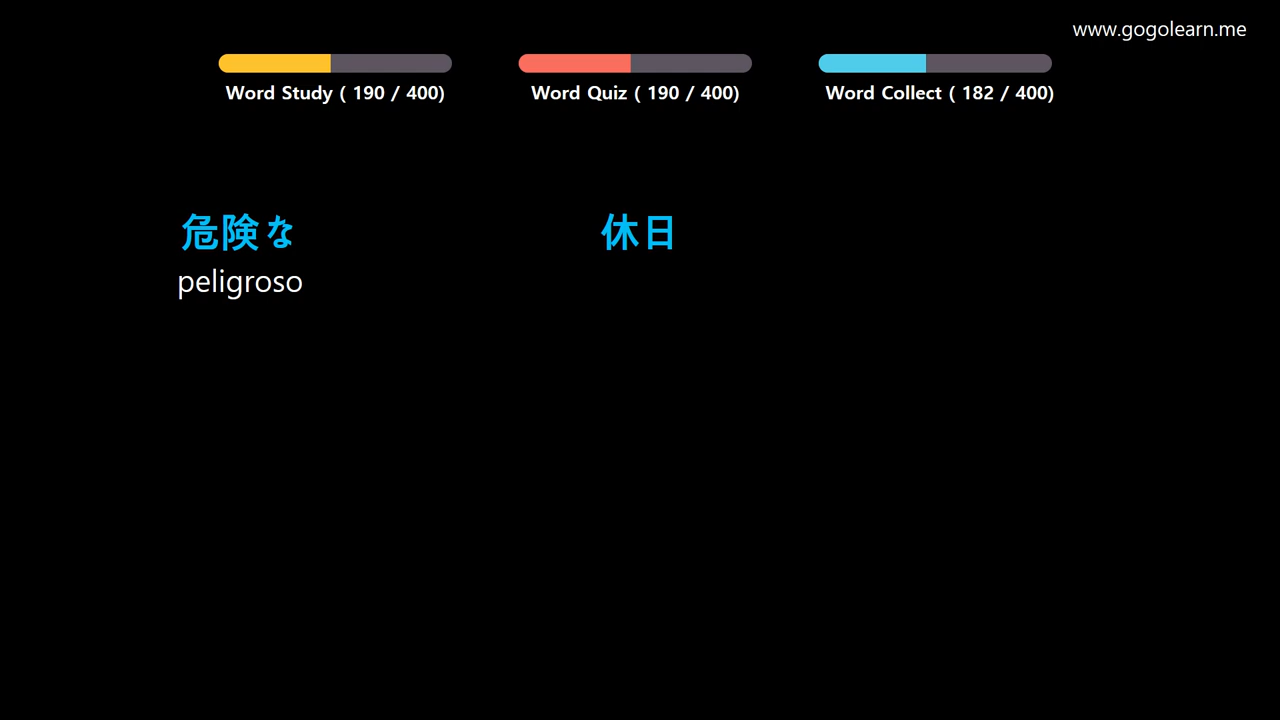 www.gogolearn.me
Word Study ( 190 / 400)
Word Quiz ( 190 / 400)
Word Collect ( 182 / 400)
危険な
peligroso
休日